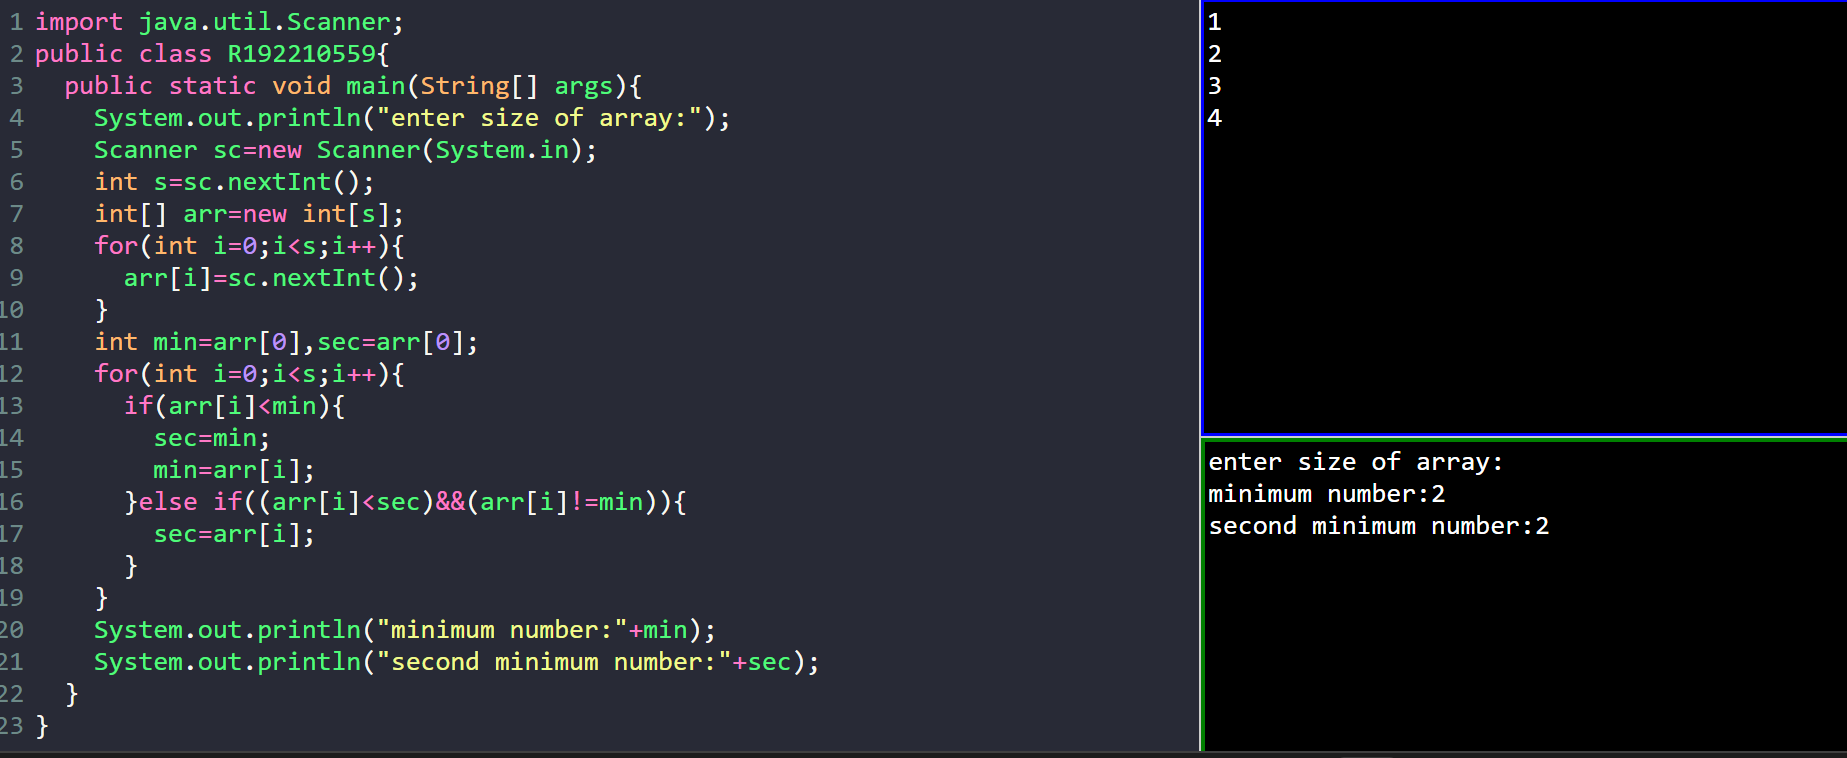 1 import java.util.Scanner;
2 public class R192210559{
3   public static void main(String[] args){
4     System.out.println("enter size of array:");
5     Scanner sc=new Scanner(System.in);
6     int s=sc.nextInt();
7     int[] arr=new int[s];
8     for(int i=0;i<s;i++){
9       arr[i]=sc.nextInt();
10     }
11     int min=arr[0],sec=arr[0];
12     for(int i=0;i<s;i++){
13       if(arr[i]<min){
14         sec=min;
15         min=arr[i];
16       }else if((arr[i]<sec)&&(arr[i]!=min)){
17         sec=arr[i];
18       }
19     }
20     System.out.println("minimum number:"+min);
21     System.out.println("second minimum number:"+sec);
22   }
23 }
1
2
3
4
enter size of array:
minimum number:2
second minimum number:2